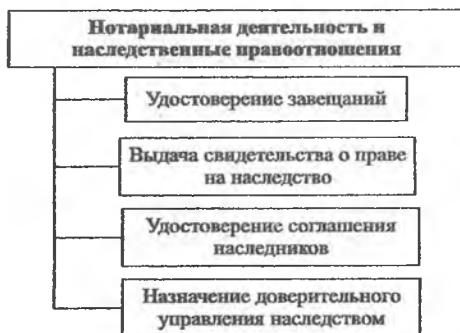 Нотариальная деятельность и
наследственные правоотношения
Удостоверение завещаний
Выдача свидетельства о праве
на наследство
Удостоверение соглашения
наследников
Назначение доверительного
управления наследством